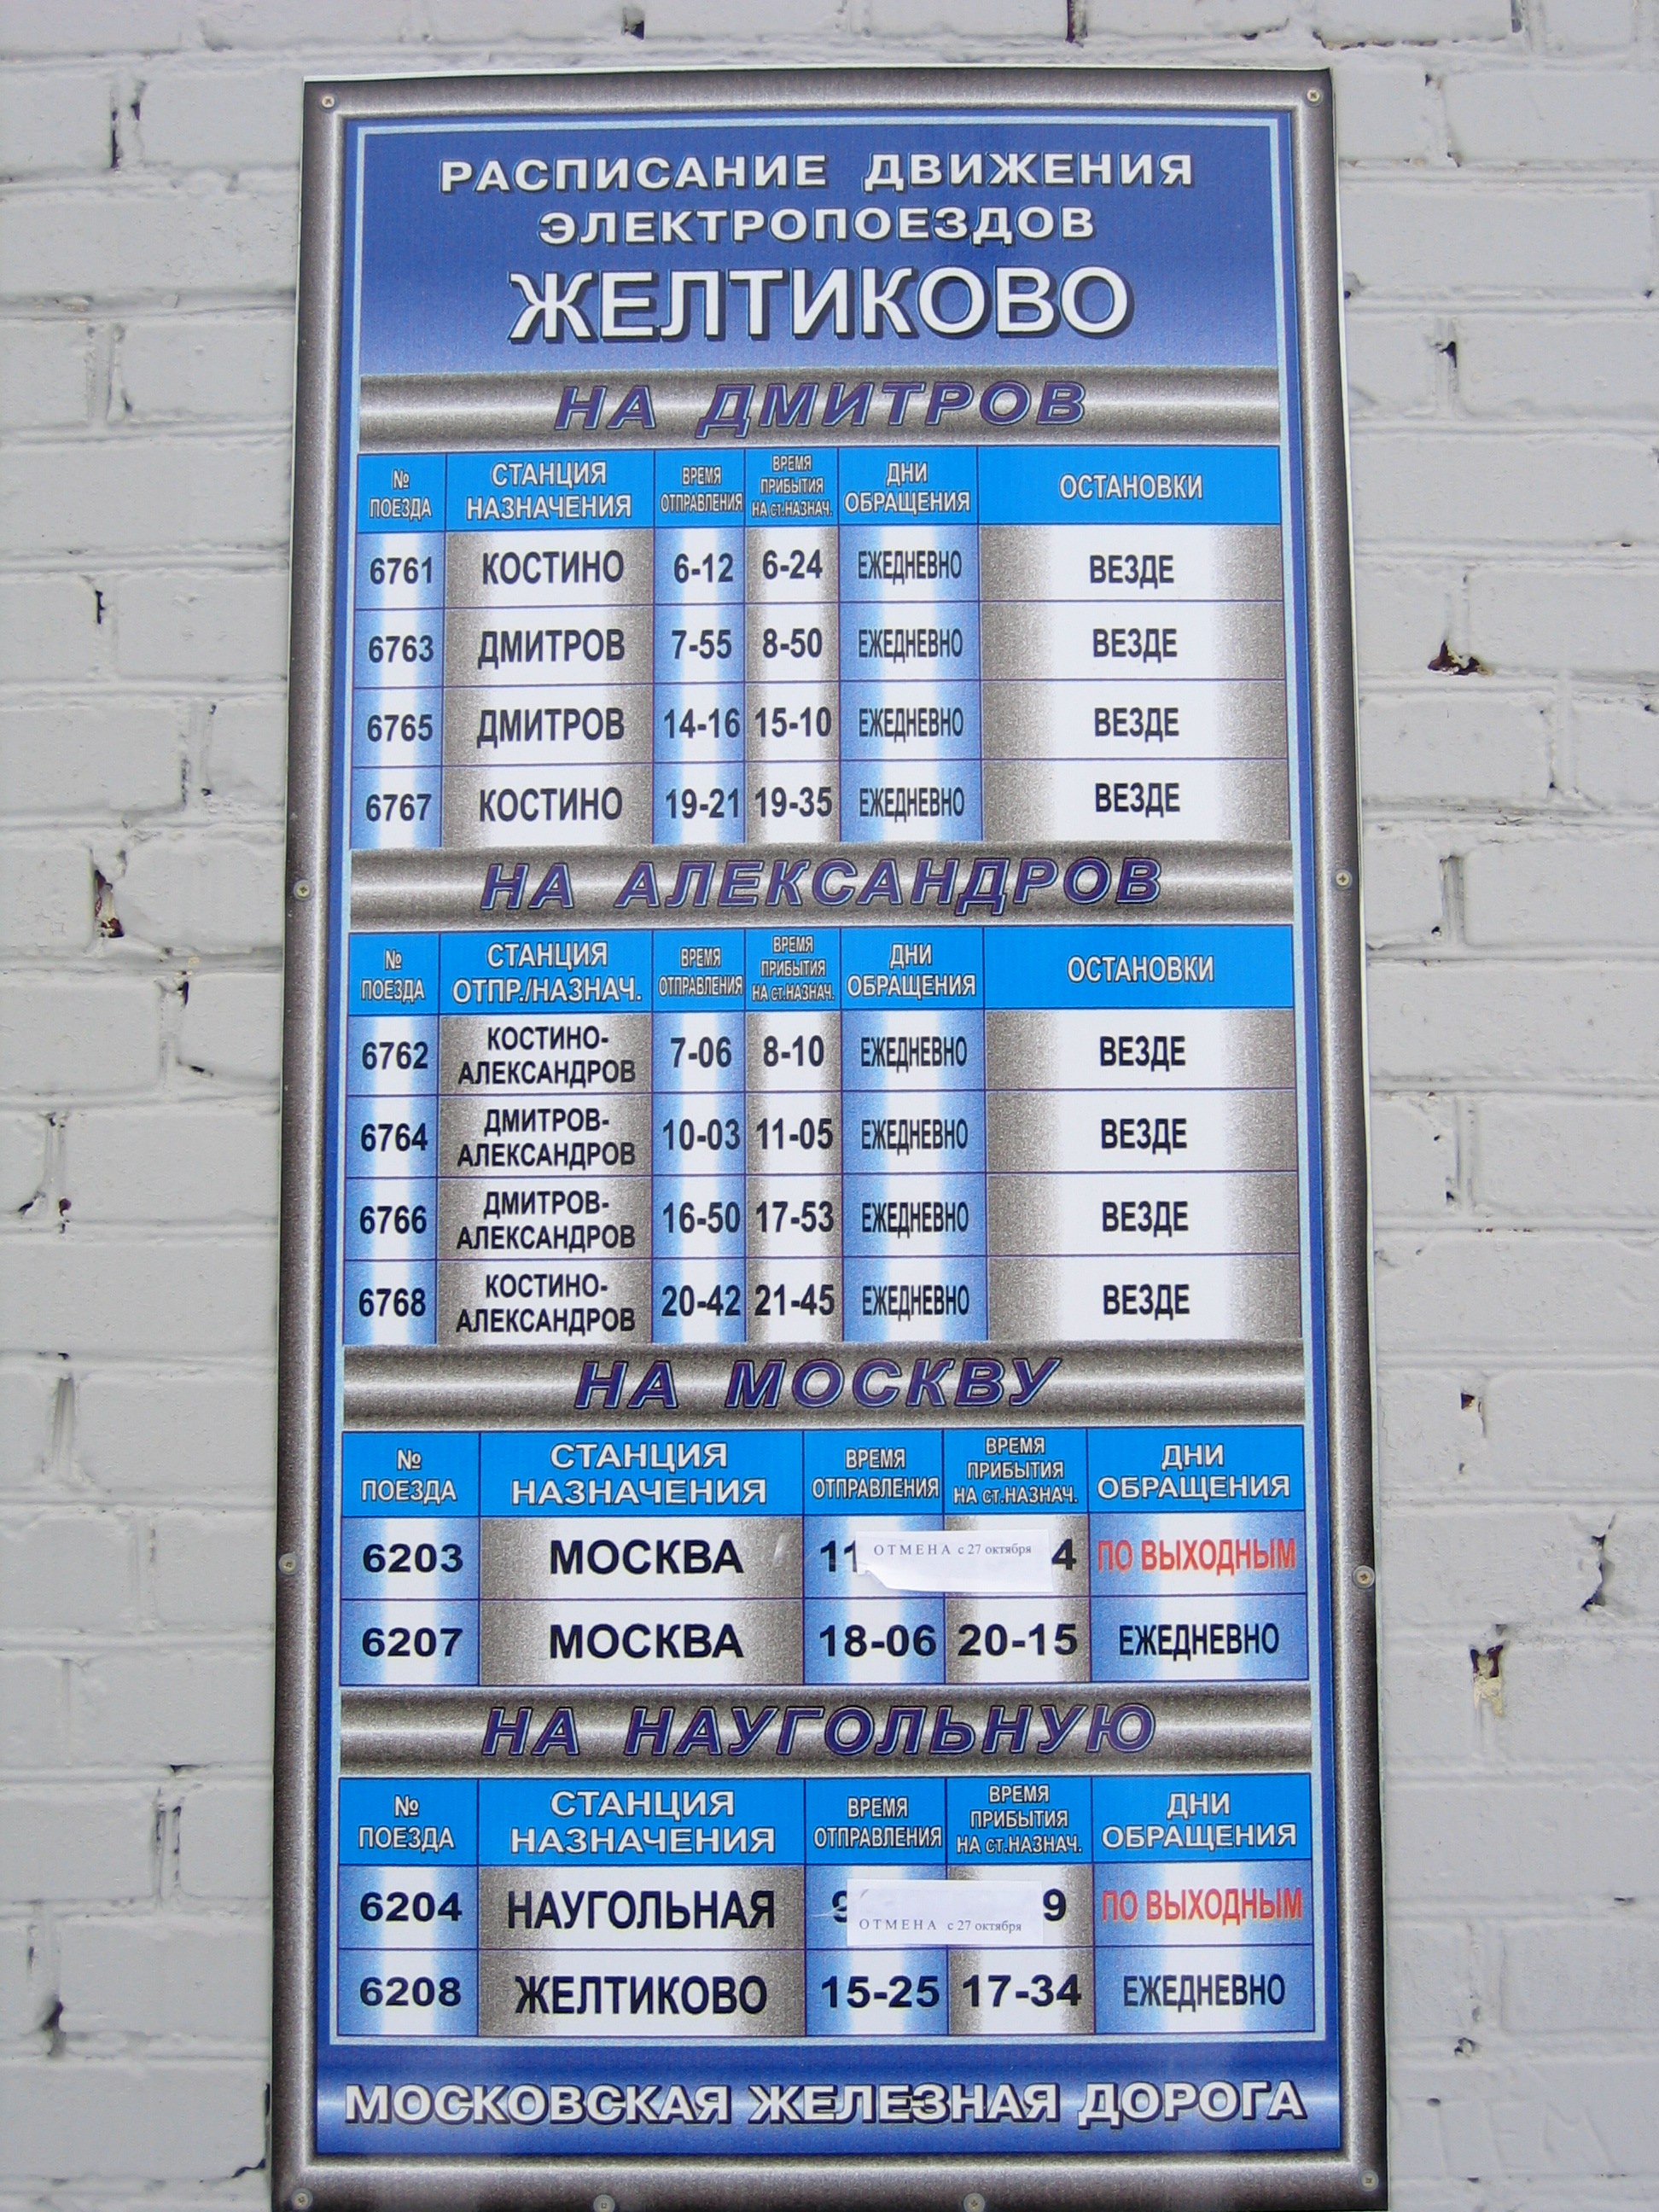 РАСПИСАНИЕ ДВИЖЕНИЯ
ЭЛЕКТРОПОЕЗДОВ
ЖЕЛТИКОВО
НА ДМИТРОВ
№ ПОЕЗДА СТАНЦИЯ НАЗНАЧЕНИЯ ВРЕМЯ ОТПРАВЛЕНИЯ ВРЕМЯ ПРИБЫТИЯ НА СТ.НАЗНАЧ. ДНИ ОБРАЩЕНИЯ ОСТАНОВКИ
6761 КОСТИНО 6-12 6-24 ЕЖЕДНЕВНО ВЕЗДЕ
6763 ДМИТРОВ 7-55 8-50 ЕЖЕДНЕВНО ВЕЗДЕ
6765 ДМИТРОВ 14-16 15-10 ЕЖЕДНЕВНО ВЕЗДЕ
6767 КОСТИНО 19-21 19-35 ЕЖЕДНЕВНО ВЕЗДЕ
НА АЛЕКСАНДРОВ
№ ПОЕЗДА СТАНЦИЯ ОТПР./НАЗНАЧ. ВРЕМЯ ОТПРАВЛЕНИЯ ВРЕМЯ ПРИБЫТИЯ НА СТ.НАЗНАЧ. ДНИ ОБРАЩЕНИЯ ОСТАНОВКИ
6762 КОСТИНО-АЛЕКСАНДРОВ 7-06 8-10 ЕЖЕДНЕВНО ВЕЗДЕ
6764 ДМИТРОВ-АЛЕКСАНДРОВ 10-03 11-05 ЕЖЕДНЕВНО ВЕЗДЕ
6766 ДМИТРОВ-АЛЕКСАНДРОВ 16-50 17-53 ЕЖЕДНЕВНО ВЕЗДЕ
6768 КОСТИНО-АЛЕКСАНДРОВ 20-42 21-45 ЕЖЕДНЕВНО ВЕЗДЕ
НА МОСКВУ
№ ПОЕЗДА СТАНЦИЯ НАЗНАЧЕНИЯ ВРЕМЯ ОТПРАВЛЕНИЯ ВРЕМЯ ПРИБЫТИЯ НА СТ.НАЗНАЧ. ДНИ ОБРАЩЕНИЯ
6203 МОСКВА 11 ОТМЕНА с 27 октября 4 ПО ВЫХОДНЫМ
6207 МОСКВА 18-06 20-15 ЕЖЕДНЕВНО
НА НАУГОЛЬНУЮ
№ ПОЕЗДА СТАНЦИЯ НАЗНАЧЕНИЯ ВРЕМЯ ОТПРАВЛЕНИЯ ВРЕМЯ ПРИБЫТИЯ НА СТ.НАЗНАЧ. ДНИ ОБРАЩЕНИЯ
6204 НАУГОЛЬНАЯ 9 ОТМЕНА с 27 октября 9 ПО ВЫХОДНЫМ
6208 ЖЕЛТИКОВО 15-25 17-34 ЕЖЕДНЕВНО
МОСКОВСКАЯ ЖЕЛЕЗНАЯ ДОРОГА